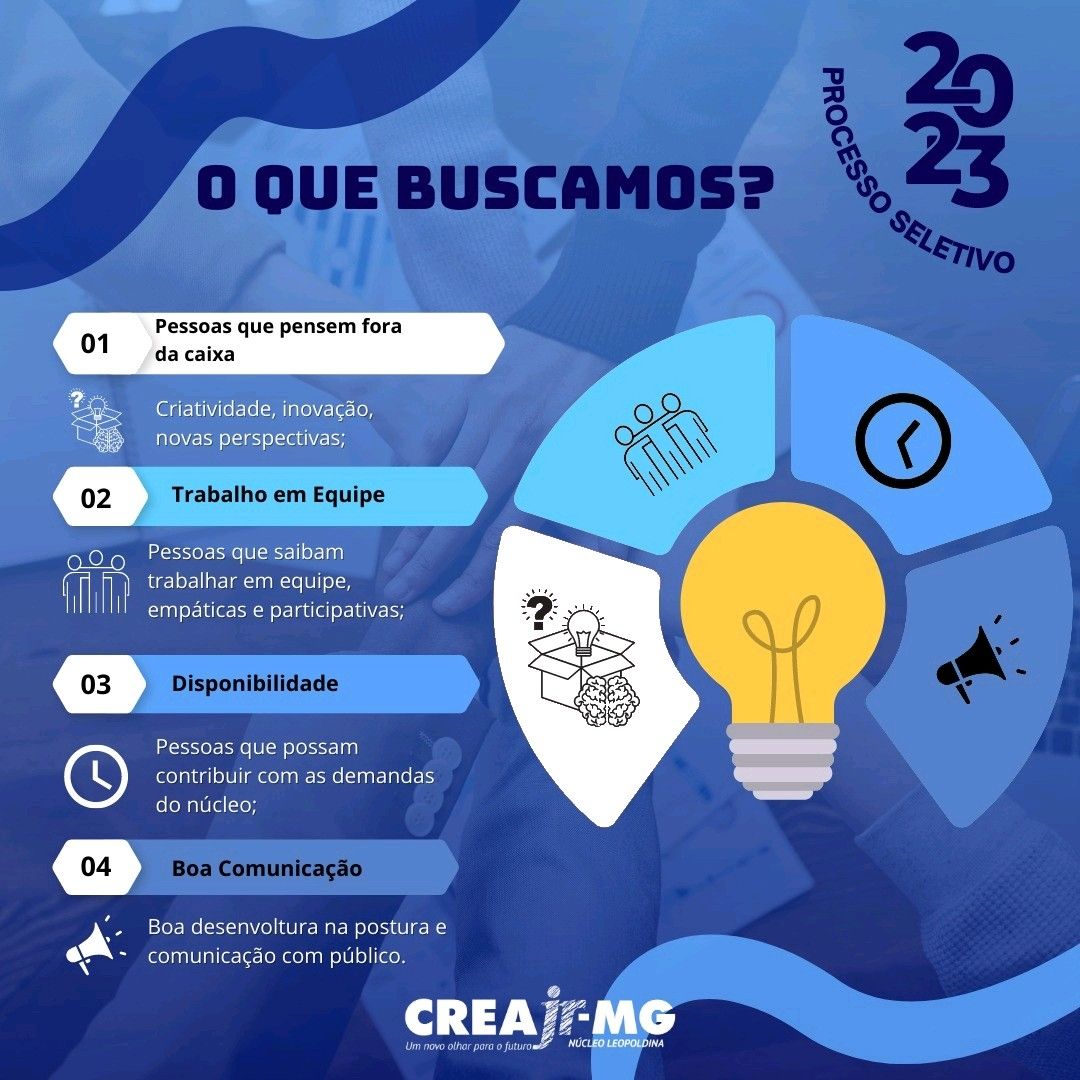 2023
PROCESSO SELETIVO
O QUE BUSCAMOS?
01
Pessoas que pensem fora
da caixa
?
Criatividade, inovação,
novas perspectivas;
02
Trabalho em Equipe
Pessoas que saibam
trabalhar em equipe,
empáticas e participativas;
03
Disponibilidade
Pessoas que possam
contribuir com as demandas
do núcleo;
04
Boa Comunicação
Boa desenvoltura na postura e
comunicação com público.
?
CREAjr-MG
Um novo olhar para o futuro
NÚCLEO LEOPOLDINA